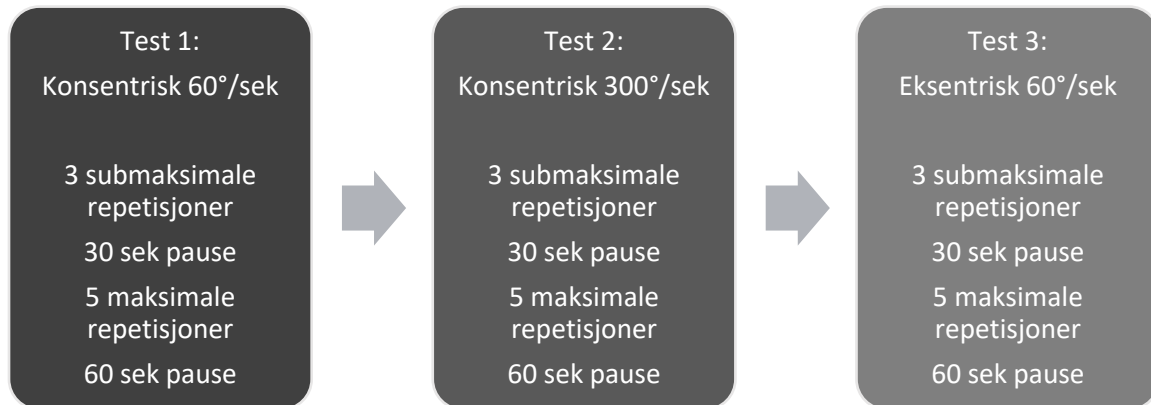 Test 1:
Konsentrisk 60°/sek
3 submaksimale
repetisjoner
30 sek pause
5 maksimale
repetisjoner
60 sek pause
Test 2:
Konsentrisk 300°/sek
3 submaksimale
repetisjoner
30 sek pause
5 maksimale
repetisjoner
60 sek pause
Test 3:
Eksentrisk 60°/sek
3 submaksimale
repetisjoner
30 sek pause
5 maksimale
repetisjoner
60 sek pause